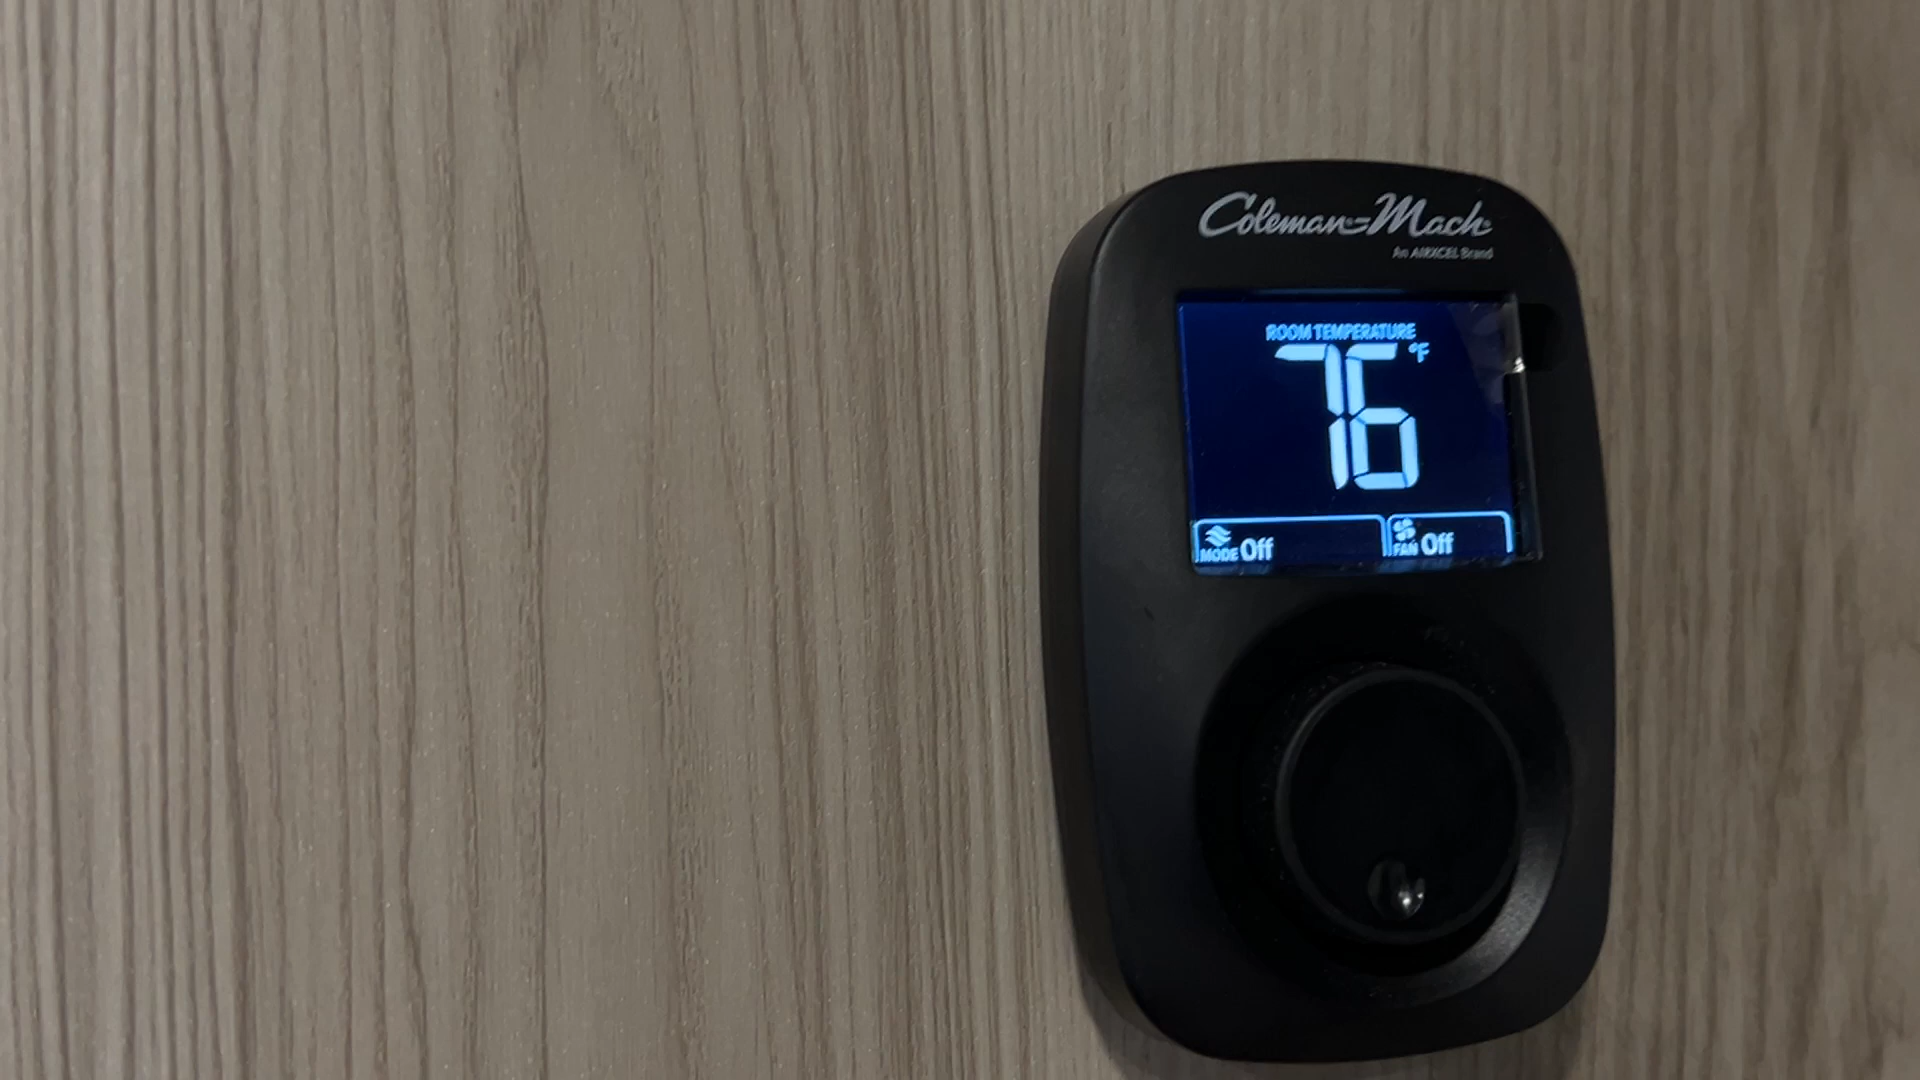 Coleman-Mach
An AIRXCEL Brand
ROOM TEMPERATURE
76 °F
MODE Off
FAN Off